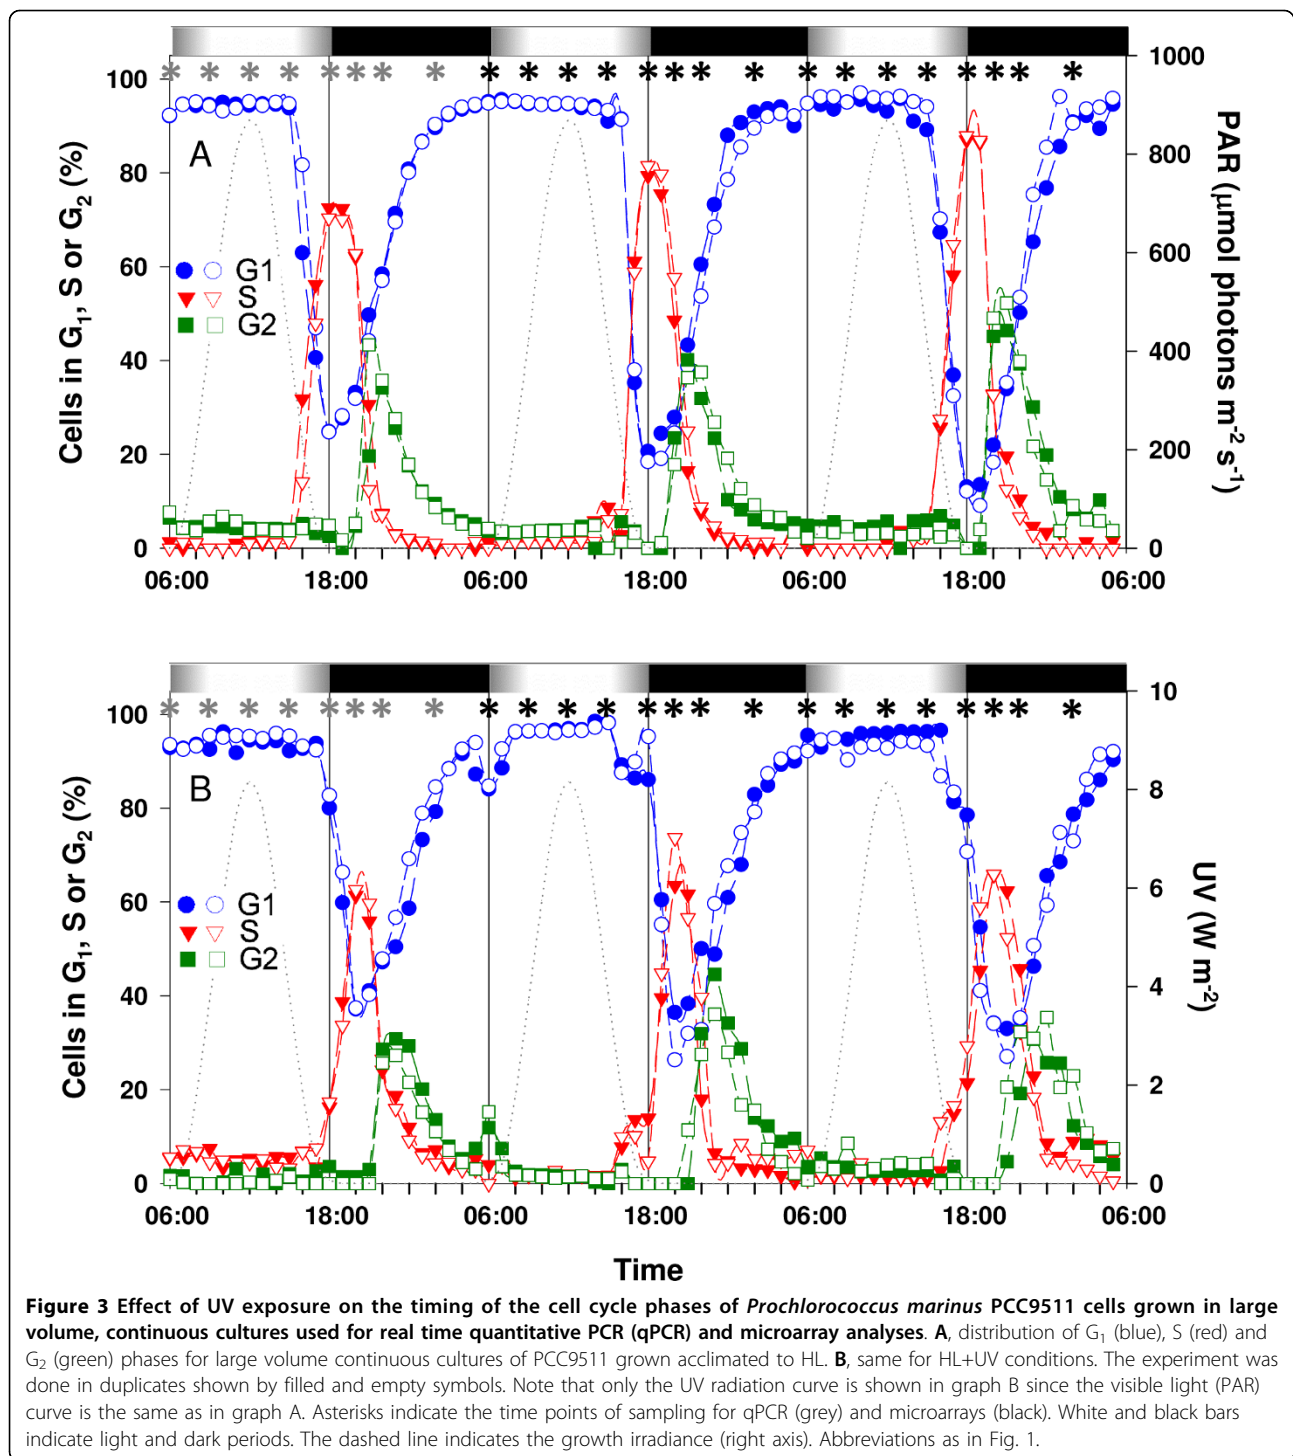 * * * * * * * * * * * * * * * * * * * * * * * *
A
100
80
60
40
20
0
Cells in G1, S or G2 (%)
G1
S
G2
1000
800
600
400
200
0
PAR (μmol photons m-2 s-1)
06:00 18:00 06:00 18:00 06:00 18:00 06:00
* * * * * * * * * * * * * * * * * * * * * * * *
B
100
80
60
40
20
0
Cells in G1, S or G2 (%)
G1
S
G2
10
8
6
4
2
0
UV (W m-2)
06:00 18:00 06:00 18:00 06:00 18:00 06:00
Time
Figure 3 Effect of UV exposure on the timing of the cell cycle phases of Prochlorococcus marinus PCC9511 cells grown in large
volume, continuous cultures used for real time quantitative PCR (qPCR) and microarray analyses. A, distribution of G1 (blue), S (red) and
G2 (green) phases for large volume continuous cultures of PCC9511 grown acclimated to HL. B, same for HL+UV conditions. The experiment was
done in duplicates shown by filled and empty symbols. Note that only the UV radiation curve is shown in graph B since the visible light (PAR)
curve is the same as in graph A. Asterisks indicate the time points of sampling for qPCR (grey) and microarrays (black). White and black bars
indicate light and dark periods. The dashed line indicates the growth irradiance (right axis). Abbreviations as in Fig. 1.